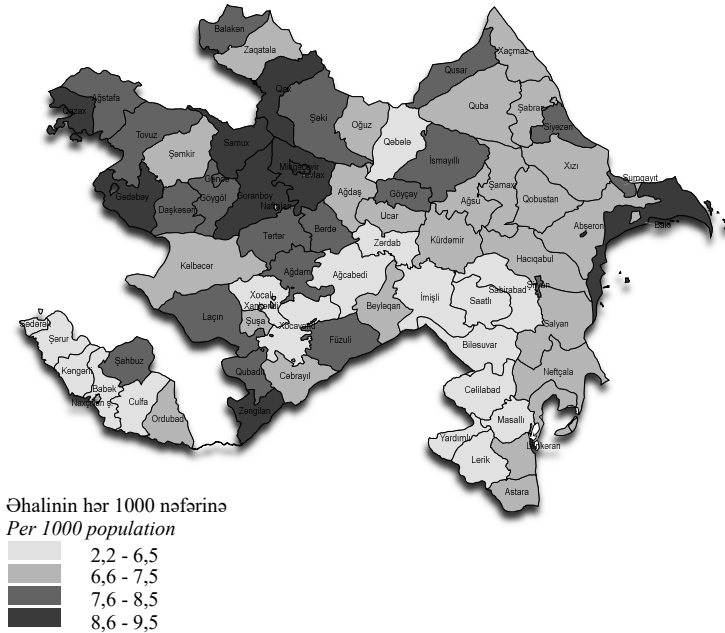 Balakən
Zaqatala
Xaçmaz
Qusar
Qax
Ağstafa
Quba
Şabran
Qazax
Şəki
Oğuz
Siyəzən
Tovuz
Qəbələ
Şəmkir
Samux
İsmayıllı
Xızı
Mingəçevir
Yevlax
Gəncə
Sumqayıt
Gədəbəy
Ağdaş
Göyçay
Şamaxı
Daşkəsən
Göygöl
Goranboy
Ağsu
Qobustan
Naftalan
Ucar
Abşeron
Bakı
Tərtər
Bərdə
Zərdab
Kürdəmir
Kəlbəcər
Hacıqabul
Ağdam
Ağcabədi
Xocalı
Xankəndi
İmişli
Sabirabad
Şirvan
Saatlı
Laçın
Şuşa
Xocavənd
Beyləqan
Salyan
Sədərək
Şərur
Füzuli
Biləsuvar
Şahbuz
Kəngərli
Qubadlı
Cəbrayıl
Neftçala
Babək
Culfa
Cəlilabad
Naxçıvan ş.
Ordubad
Zəngilan
Masallı
Yardımlı
Lənkəran
Lerik
Astara
Əhalinin hər 1000 nəfərinə
Per 1000 population
2,2 - 6,5
6,6 - 7,5
7,6 - 8,5
8,6 - 9,5